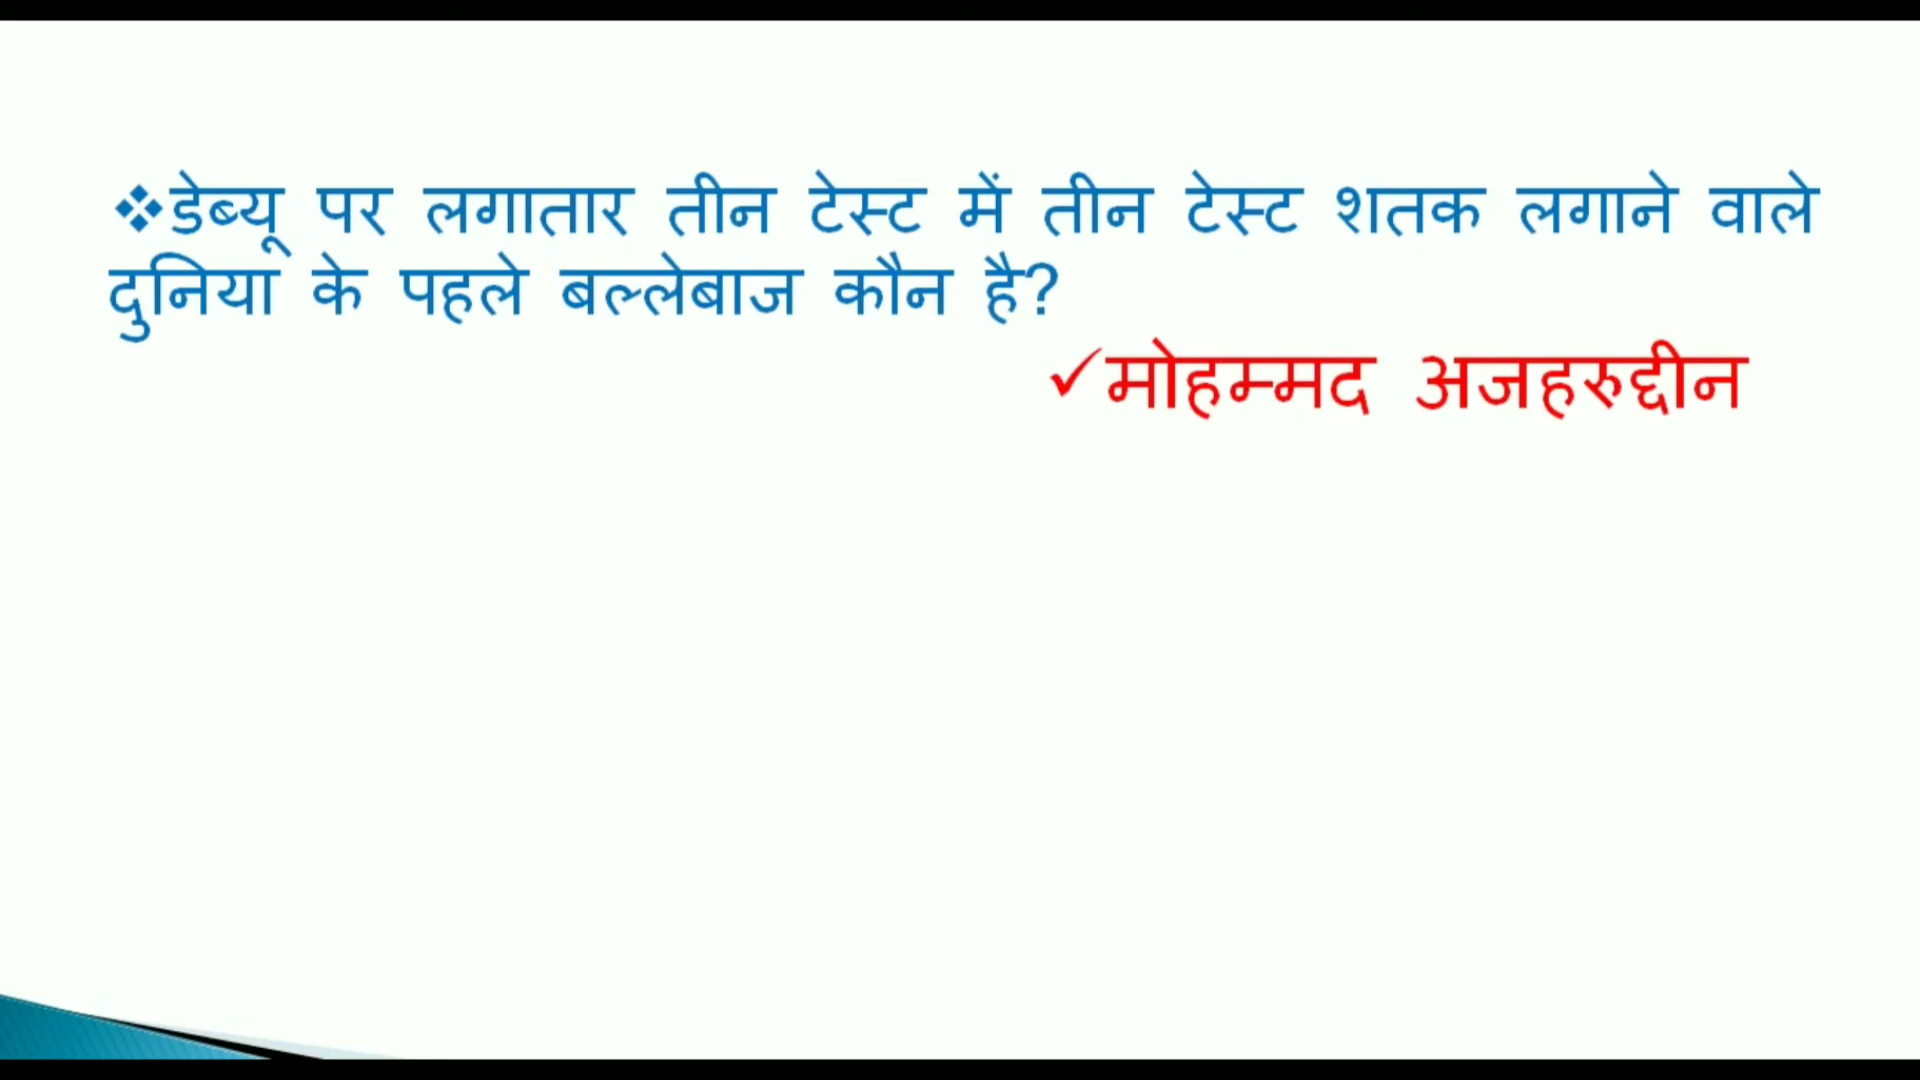 ❖डेब्यू पर लगातार तीन टेस्ट में तीन टेस्ट शतक लगाने वाले
दुनिया के पहले बल्लेबाज कौन है?
✓मोहम्मद अजहरुद्दीन